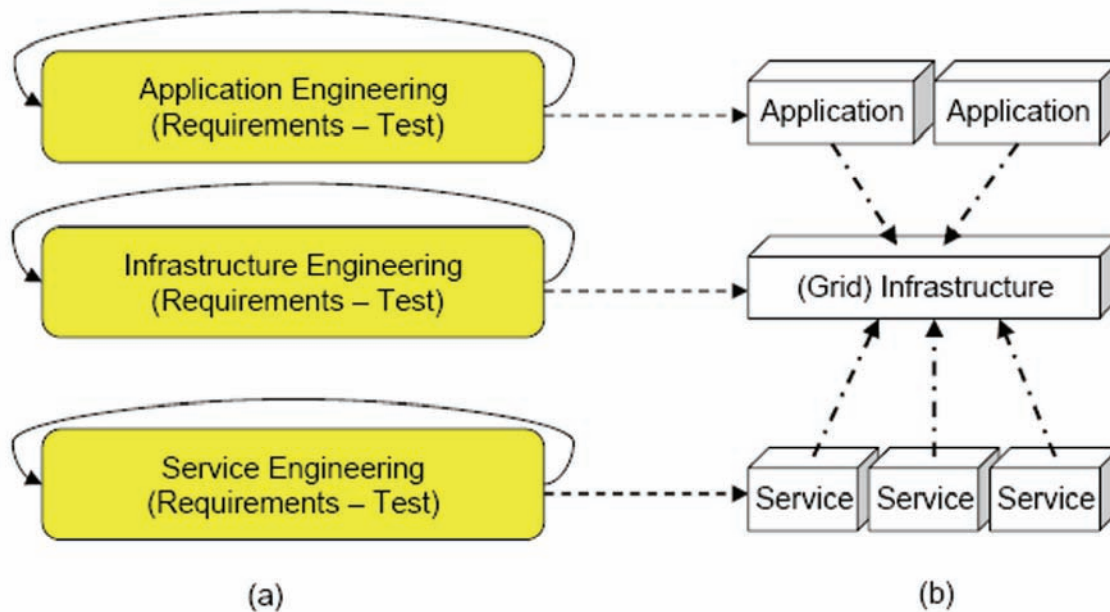 Application Engineering
(Requirements – Test)
Application
Application
Infrastructure Engineering
(Requirements – Test)
(Grid) Infrastructure
Service Engineering
(Requirements – Test)
Service
Service
Service
(a)
(b)